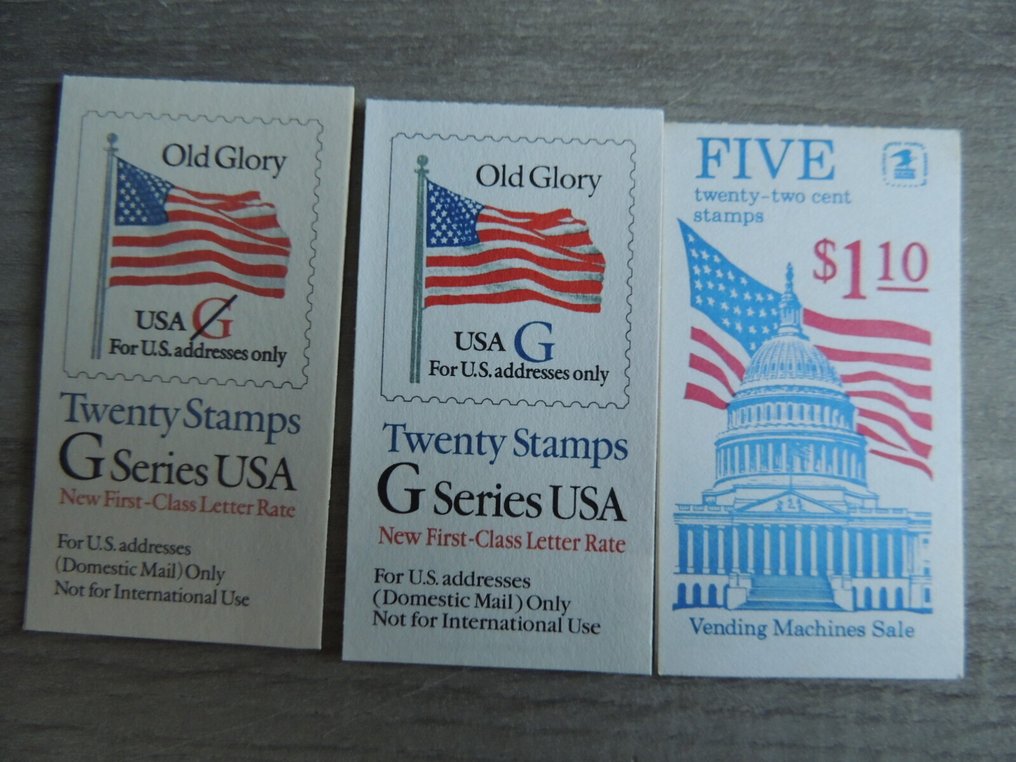 Old Glory
USA G
For U.S. addresses only
Twenty Stamps
G Series USA
New First-Class Letter Rate
For U.S. addresses
(Domestic Mail) Only
Not for International Use
Old Glory
USA G
For U.S. addresses only
Twenty Stamps
G Series USA
New First-Class Letter Rate
For U.S. addresses
(Domestic Mail) Only
Not for International Use
FIVE
twenty-two cent
stamps
$1 10
Vending Machines Sale